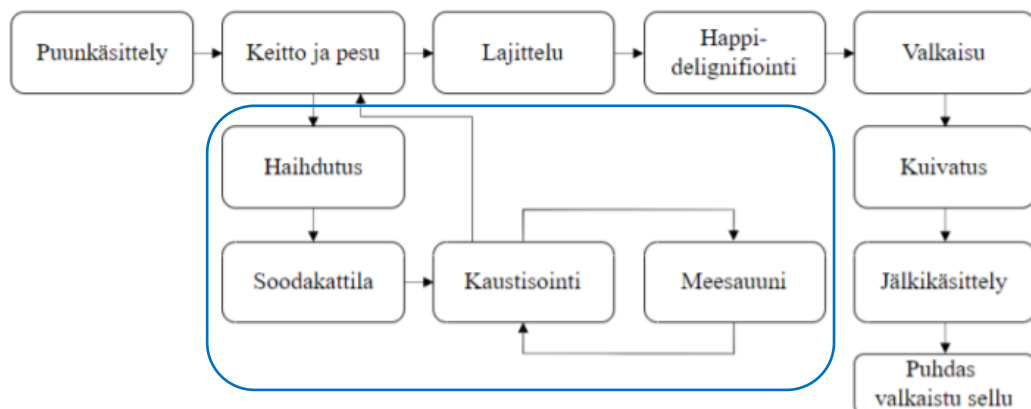 Puunkäsittely
Keitto ja pesu
Lajittelu
Happi-
delignifiointi
Valkaisu
Haihdutus
Kuivatus
Soodakattila
Kaustisointi
Meesauuni
Jälkikäsittely
Puhdas
valkaistu sellu